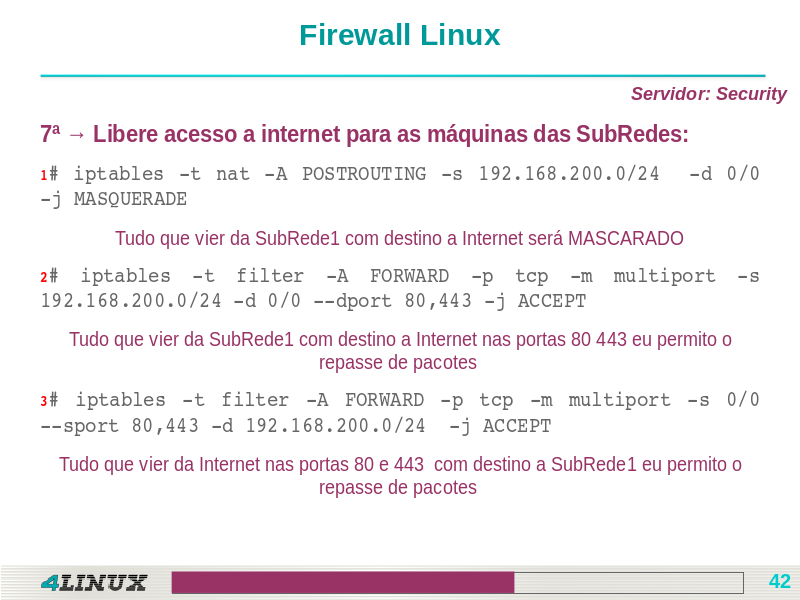 Firewall Linux
Servidor: Security
7ª → Libere acesso a internet para as máquinas das SubRedes:
1# iptables -t nat -A POSTROUTING -s 192.168.200.0/24 -d 0/0
-j MASQUERADE
Tudo que vier da SubRede1 com destino a Internet será MASCARADO
2# iptables -t filter -A FORWARD -p tcp -m multiport -s
192.168.200.0/24 -d 0/0 --dport 80,443 -j ACCEPT
Tudo que vier da SubRede1 com destino a Internet nas portas 80 443 eu permito o
repasse de pacotes
3# iptables -t filter -A FORWARD -p tcp -m multiport -s 0/0
--sport 80,443 -d 192.168.200.0/24 -j ACCEPT
Tudo que vier da Internet nas portas 80 e 443 com destino a SubRede1 eu permito o
repasse de pacotes
4LINUX
42